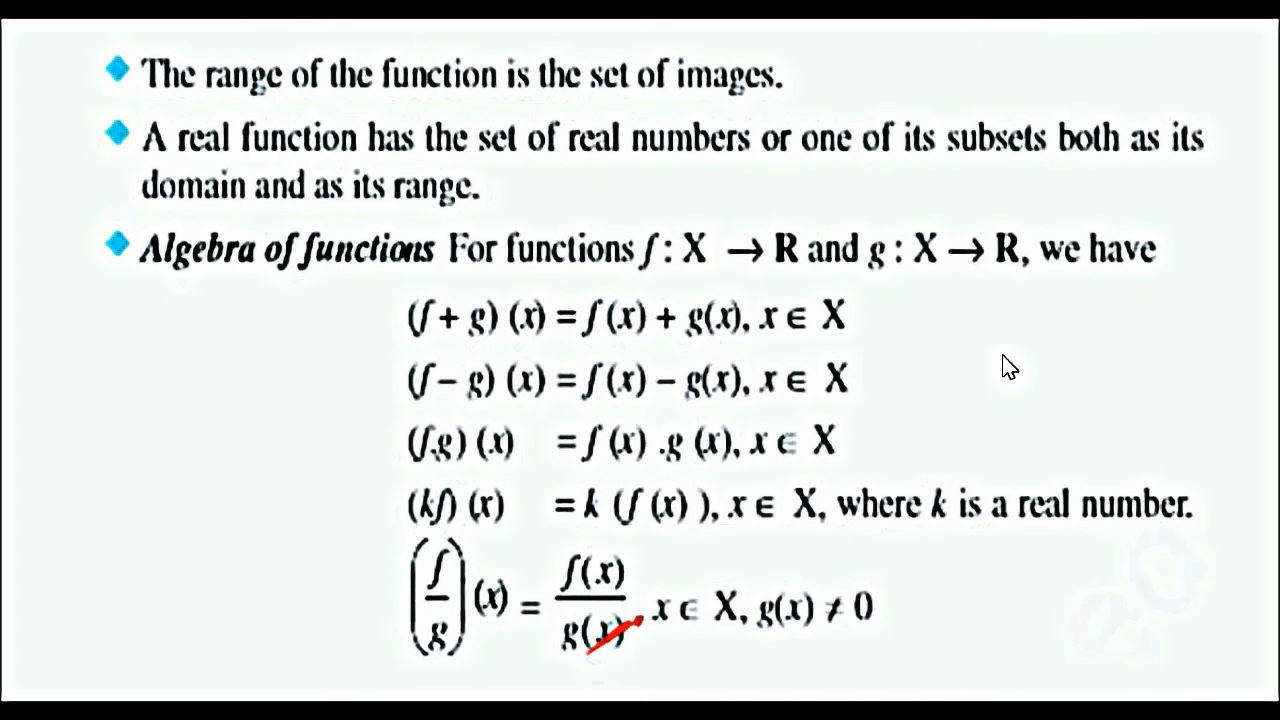 The range of the function is the set of images.
A real function has the set of real numbers or one of its subsets both as its
domain and as its range.
Algebra of functions For functions f : X → R and g : X → R, we have
(f + g) (x) = f (x) + g(x), x ∈ X
(f – g) (x) = f (x) – g(x), x ∈ X
(f.g) (x) = f (x) .g (x), x ∈ X
(kf) (x) = k (f (x) ), x ∈ X, where k is a real number.
(f/g) (x) = f(x)/g(x) x ∈ X, g(x) ≠ 0